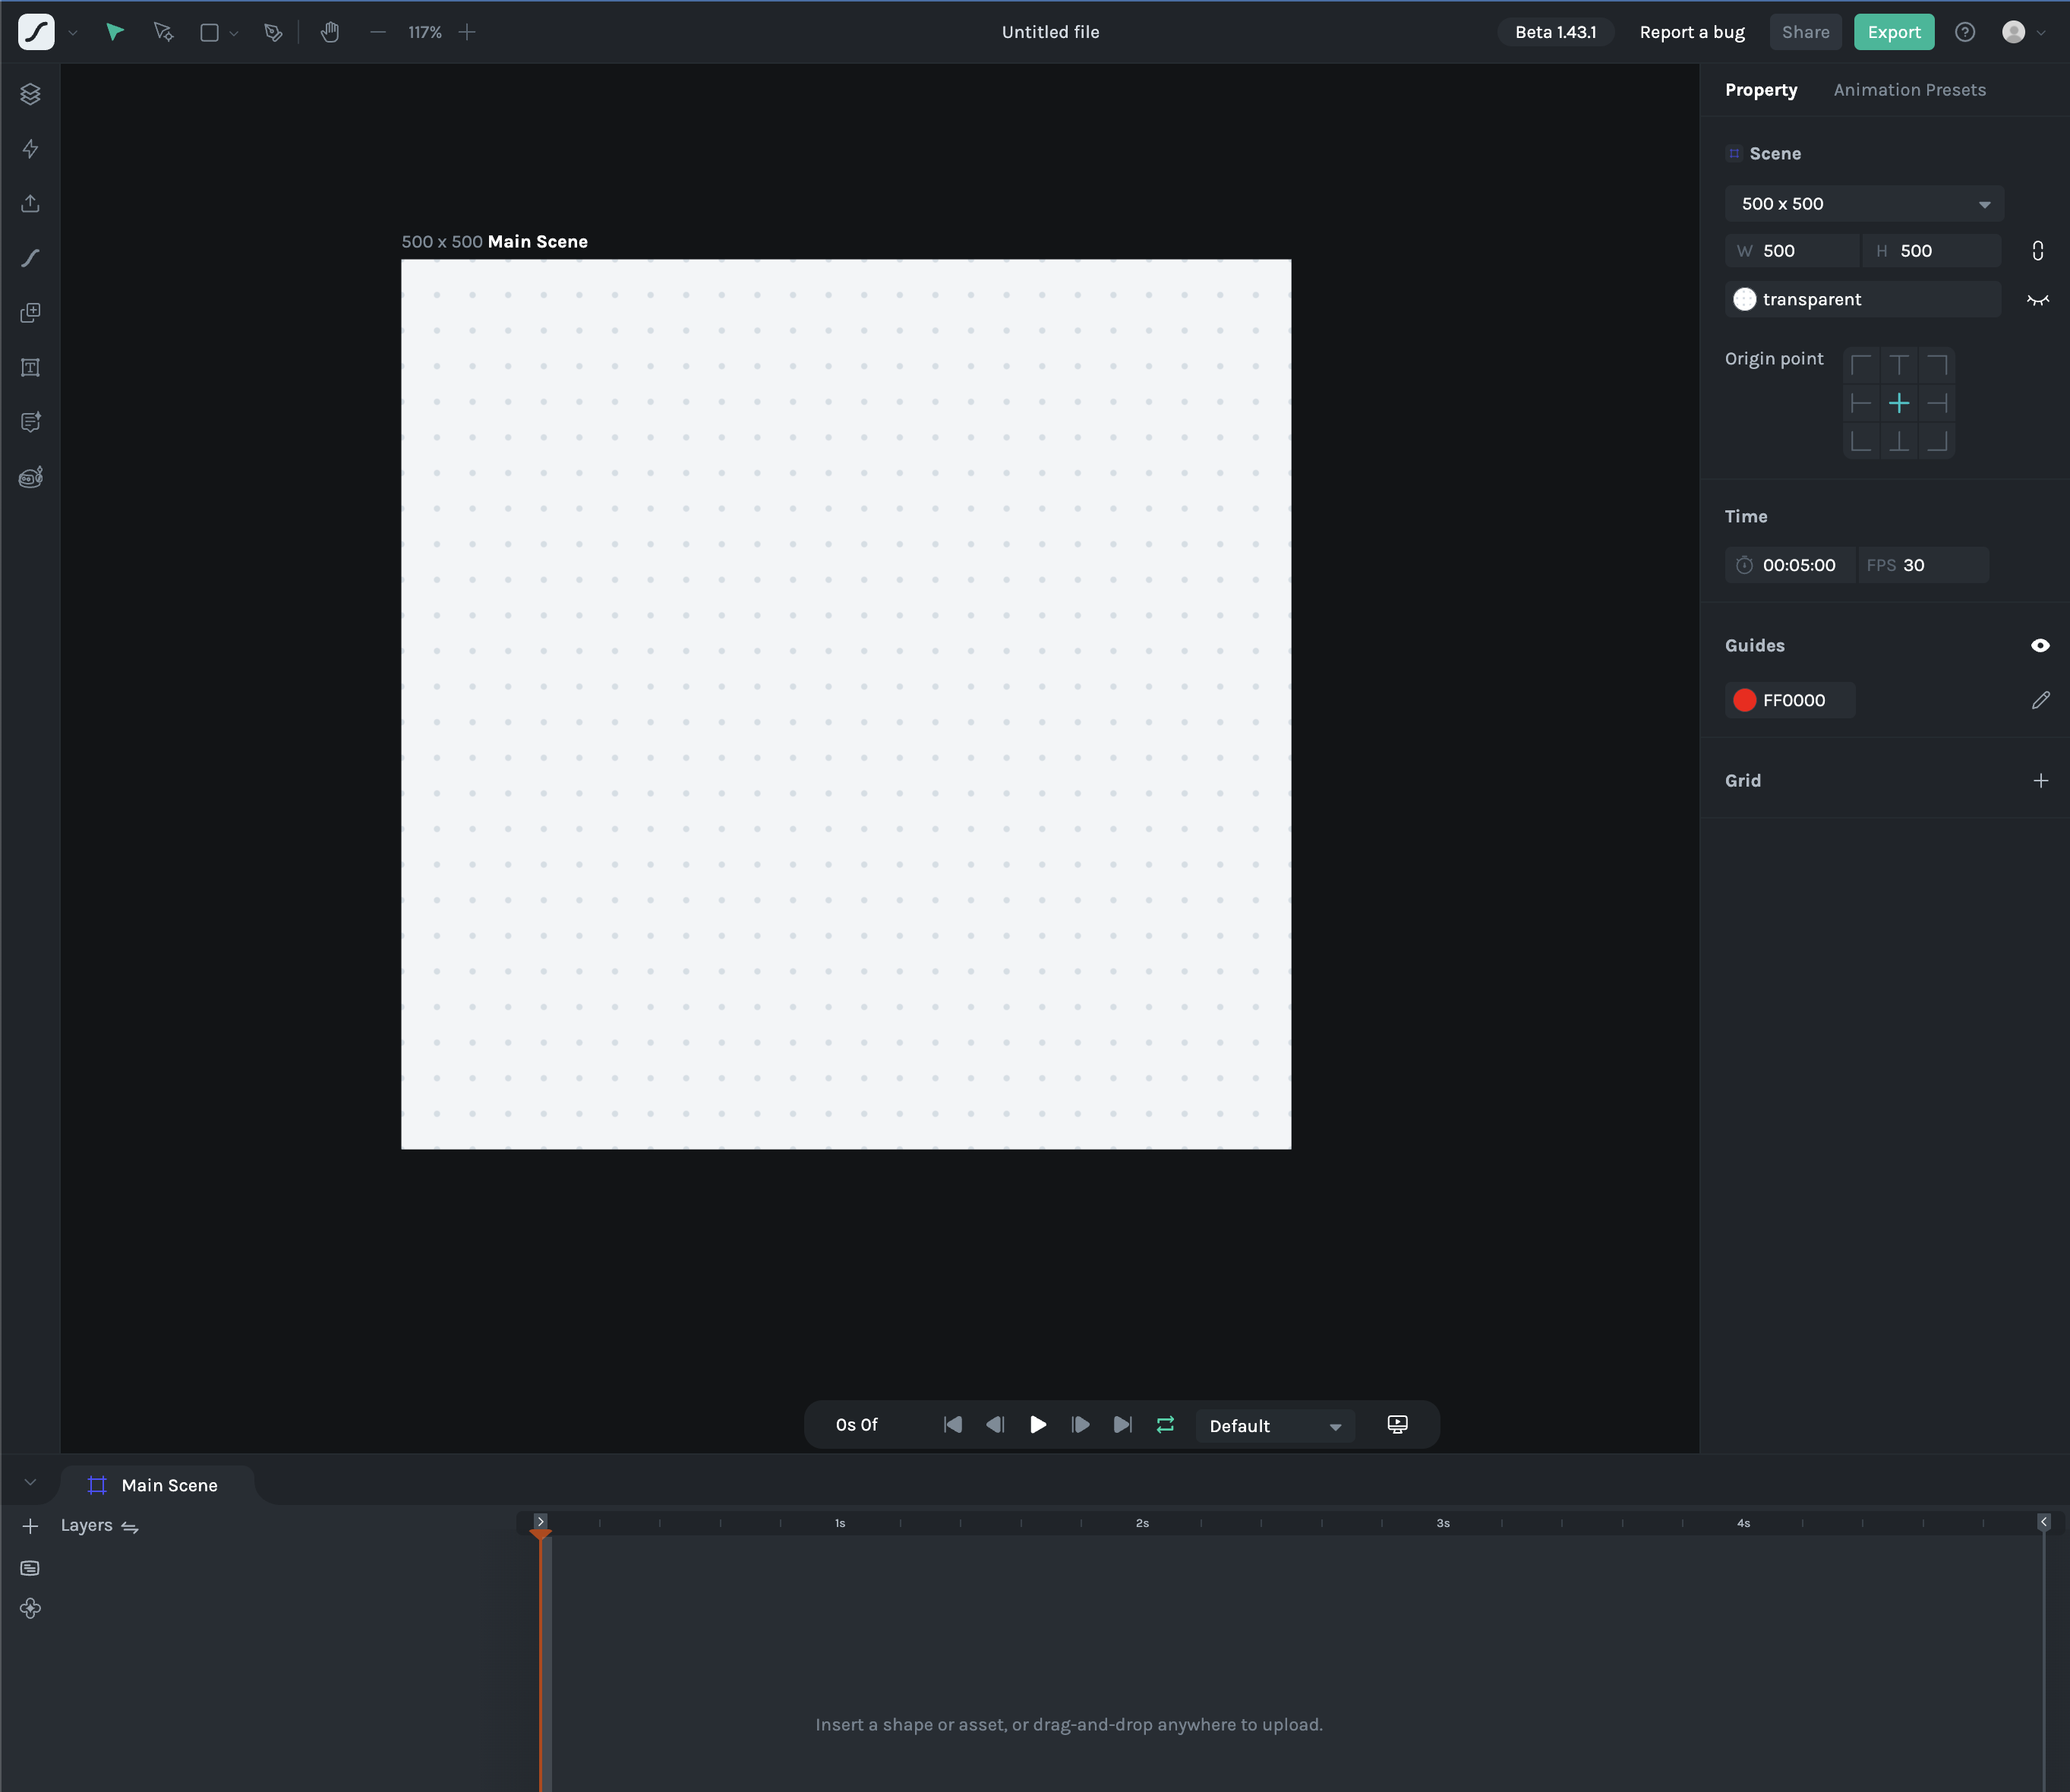 117%
Untitled file
Beta 1.43.1
Report a bug
Share
Export
Property
Animation Presets
Scene
500 x 500
W 500
H 500
transparent
Origin point
Time
00:05:00
FPS 30
Guides
FF0000
Grid
500 x 500 Main Scene
0s 0f
Default
Main Scene
Layers
1s
2s
3s
4s
Insert a shape or asset, or drag-and-drop anywhere to upload.